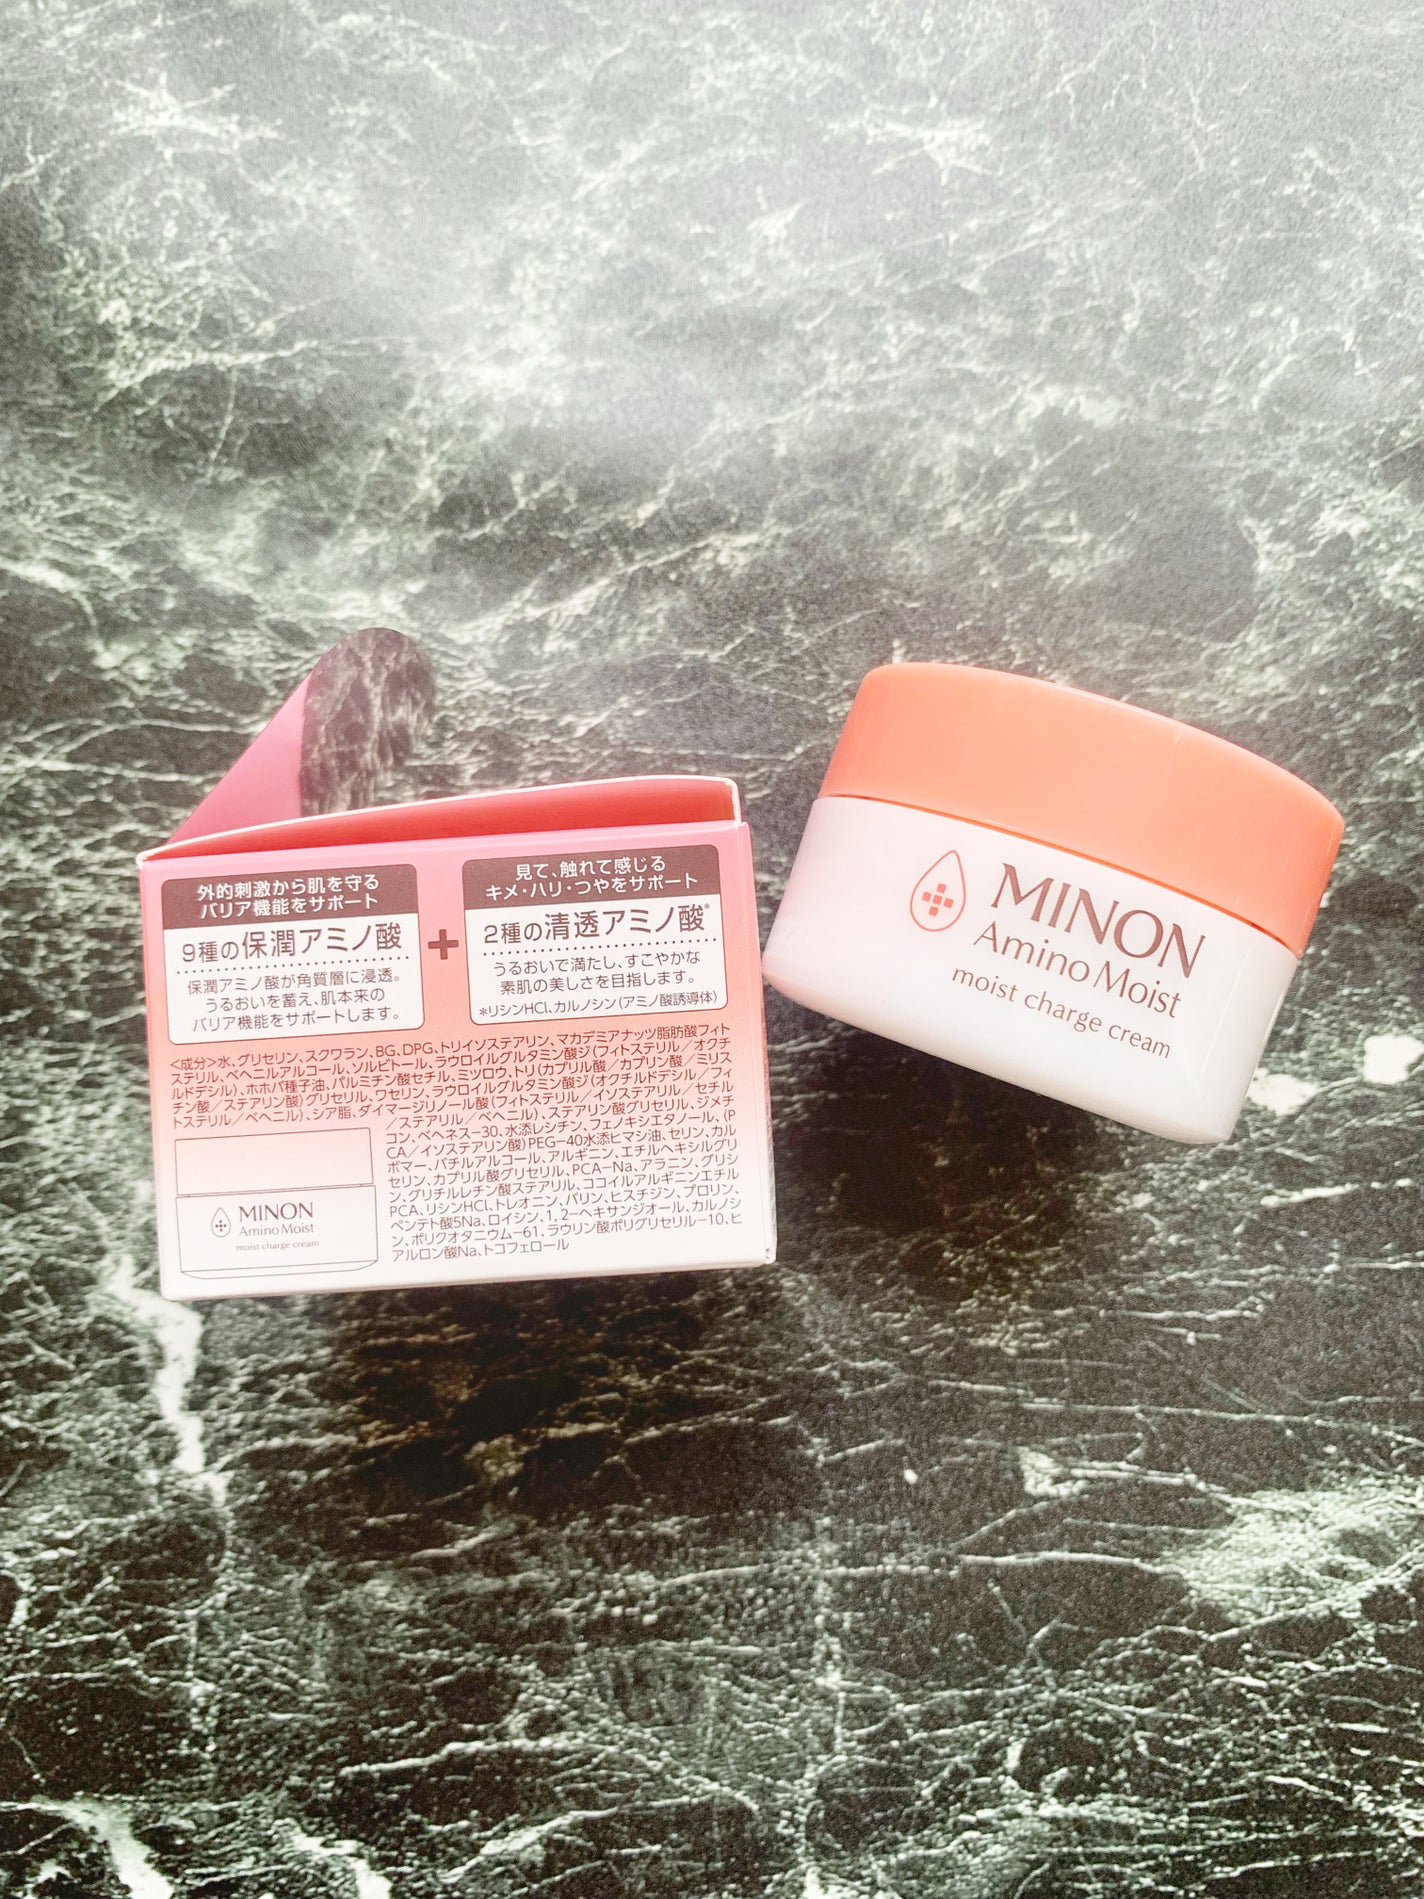 外的刺激から肌を守る
バリア機能をサポート
9種の保潤アミノ酸
保潤アミノ酸が角質層に浸透。
うるおいを蓄え、肌本来の
バリア機能をサポートします。
+
見て、触れて感じる
キメ・ハリ・つやをサポート
2種の清透アミノ酸*
うるおいで満たし、すこやかな
素肌の美しさを目指します。
*リシンHCl、カルノシン(アミノ酸誘導体)
<成分>水、グリセリン、スクワラン、BG、DPG、トリイソステアリン、マカデミアナッツ脂肪酸フィト
ステリル、ベヘニルアルコール、ソルビトール、ラウロイルグルタミン酸ジ(フィトステリル/オクチ
ルドデシル)、ホホバ種子油、パルミチン酸セチル、ミツロウ、トリ(カプリル酸/カプリン酸/ミリス
チン酸/ステアリン酸)グリセリル、ワセリン、ラウロイルグルタミン酸ジ(オクチルドデシル/フィ
トステリル/ベヘニル)、シア脂、ダイマージリノール酸(フィトステリル/イソステアリル/セチル
/ステアリル/ベヘニル)、ステアリン酸グリセリル、ジメチ
コン、ベヘネス-30、水添レシチン、フェノキシエタノール、(P
CA/イソステアリン酸)PEG-40水添ヒマシ油、セリン、カル
ボマー、バチルアルコール、アルギニン、エチルヘキシルグリ
セリン、カプリル酸グリセリル、PCA-Na、アラニン、グリシ
ン、グリチルレチン酸ステアリル、ココイルアルギニンエチル
PCA、リシンHCl、トレオニン、バリン、ヒスチジン、プロリン、
ペンテト酸5Na、ロイシン、1,2-ヘキサンジオール、カルノシ
ン、ポリクオタニウム-61、ラウリン酸ポリグリセリル-10、ヒ
アルロン酸Na、トコフェロール
MINON
Amino Moist
moist charge cream
MINON
Amino Moist
moist charge cream